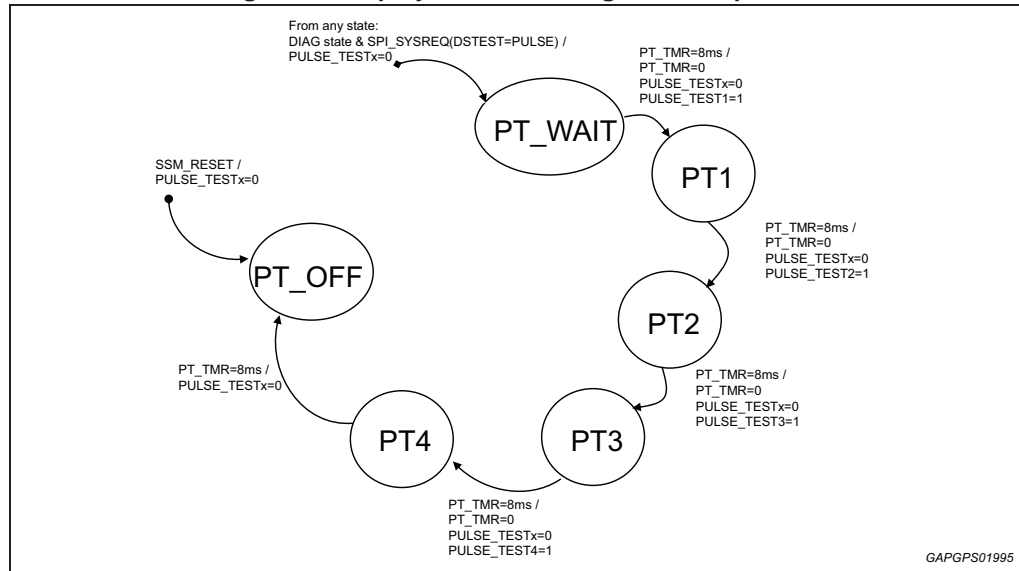 From any state:
DIAG state & SPI_SYSREQ(DSTEST=PULSE) /
PULSE_TESTx=0
PT_TMR=8ms /
PT_TMR=0
PULSE_TESTx=0
PULSE_TEST1=1
PT_WAIT
SSM_RESET /
PULSE_TESTx=0
PT1
PT_TMR=8ms /
PT_TMR=0
PULSE_TESTx=0
PULSE_TEST2=1
PT_OFF
PT2
PT_TMR=8ms /
PULSE_TESTx=0
PT_TMR=8ms /
PT_TMR=0
PULSE_TESTx=0
PULSE_TEST3=1
PT4
PT3
PT_TMR=8ms /
PT_TMR=0
PULSE_TESTx=0
PULSE_TEST4=1
GAPGPS01995